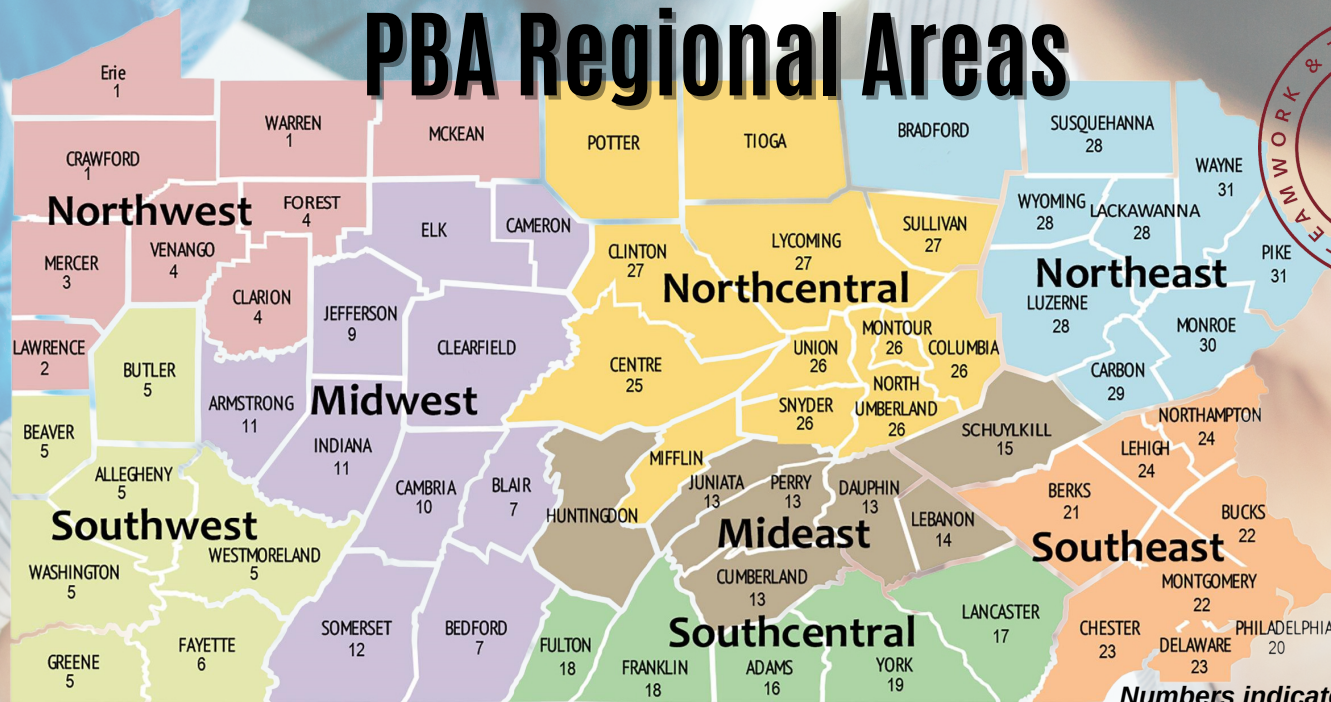 PBA Regional Areas
Erie
1
WARREN
1
MCKEAN
POTTER
TIOGA
BRADFORD
SUSQUEHANNA
28
WAYNE
31
CRAWFORD
1
Northwest
FOREST
4
ELK
CAMERON
CLINTON
27
LYCOMING
27
SULLIVAN
27
WYOMING
28
LACKAWANNA
28
PIKE
31
MERCER
3
VENANGO
4
CLARION
4
JEFFERSON
9
CLEARFIELD
Northcentral
Northeast
LUZERNE
28
MONROE
30
LAWRENCE
2
BUTLER
5
CENTRE
25
UNION
26
MONTOUR
26
COLUMBIA
26
CARBON
29
ARMSTRONG
11
Midwest
SNYDER
26
NORTH
UMBERLAND
26
SCHUYLKILL
15
NORTHAMPTON
24
LEHIGH
24
BEAVER
5
ALLEGHENY
5
INDIANA
11
CAMBRIA
10
BLAIR
7
HUNTINGDON
MIFFLIN
JUNIATA
13
PERRY
13
DAUPHIN
13
LEBANON
14
BERKS
21
BUCKS
22
Southwest
WESTMORELAND
5
Mideast
Southeast
WASHINGTON
5
CUMBERLAND
13
MONTGOMERY
22
GREENE
5
FAYETTE
6
SOMERSET
12
BEDFORD
7
FULTON
18
FRANKLIN
18
Southcentral
ADAMS
16
YORK
19
LANCASTER
17
CHESTER
23
DELAWARE
23
PHILADELPHIA
20
Numbers indicate
TEAMWORK &